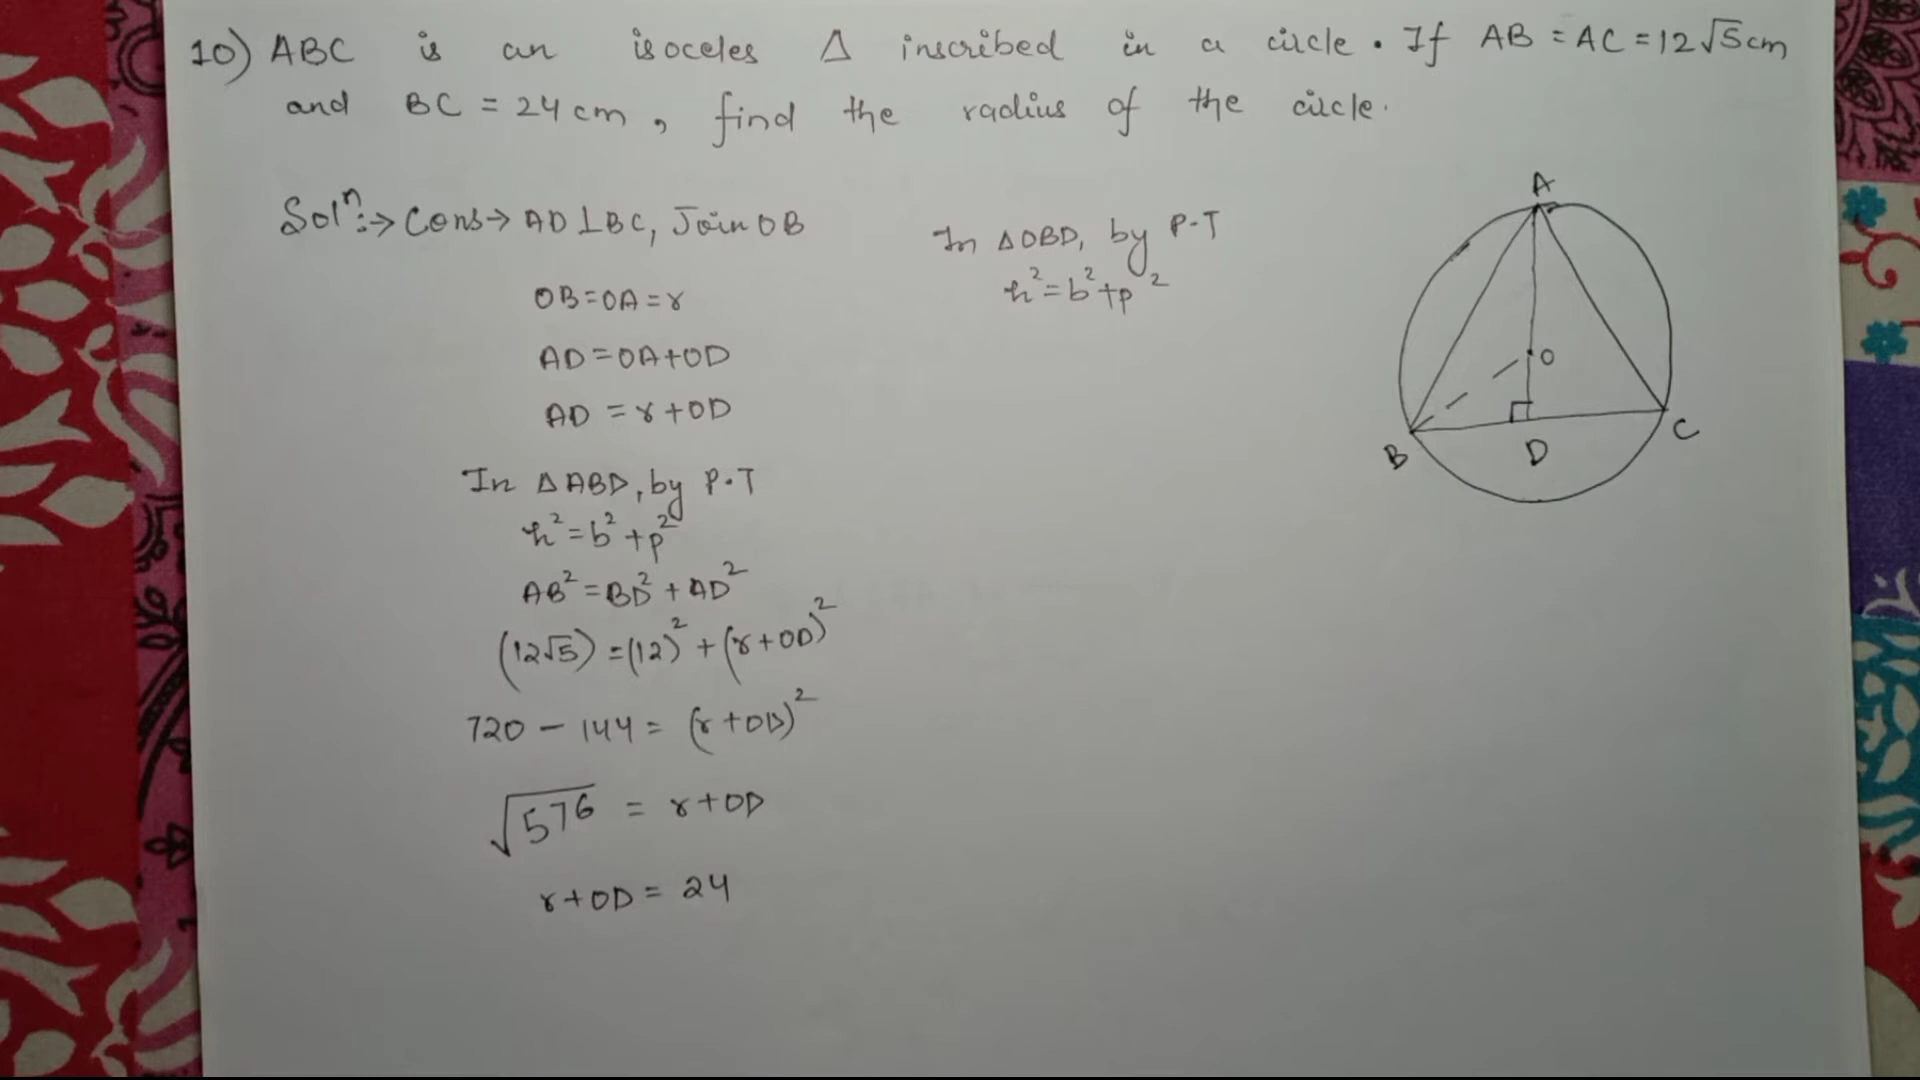 10) ABC is an isoceles Δ inscribed in a circle. If AB = AC = 12√5 cm
and BC = 24 cm, find the radius of the circle.
Solⁿ:→ Cons→ AD⊥BC, Join OB
OB=OA=r
AD=OA+OD
AD = r+OD
In ΔABD, by P.T
h²=b²+p²
AB²=BD²+AD²
(12√5)=(12)²+(r+OD)²
720 - 144 = (r+OD)²
√576 = r+OD
r+OD = 24
In ΔOBD, by P-T
h²=b²+p²
A
O
B
D
C